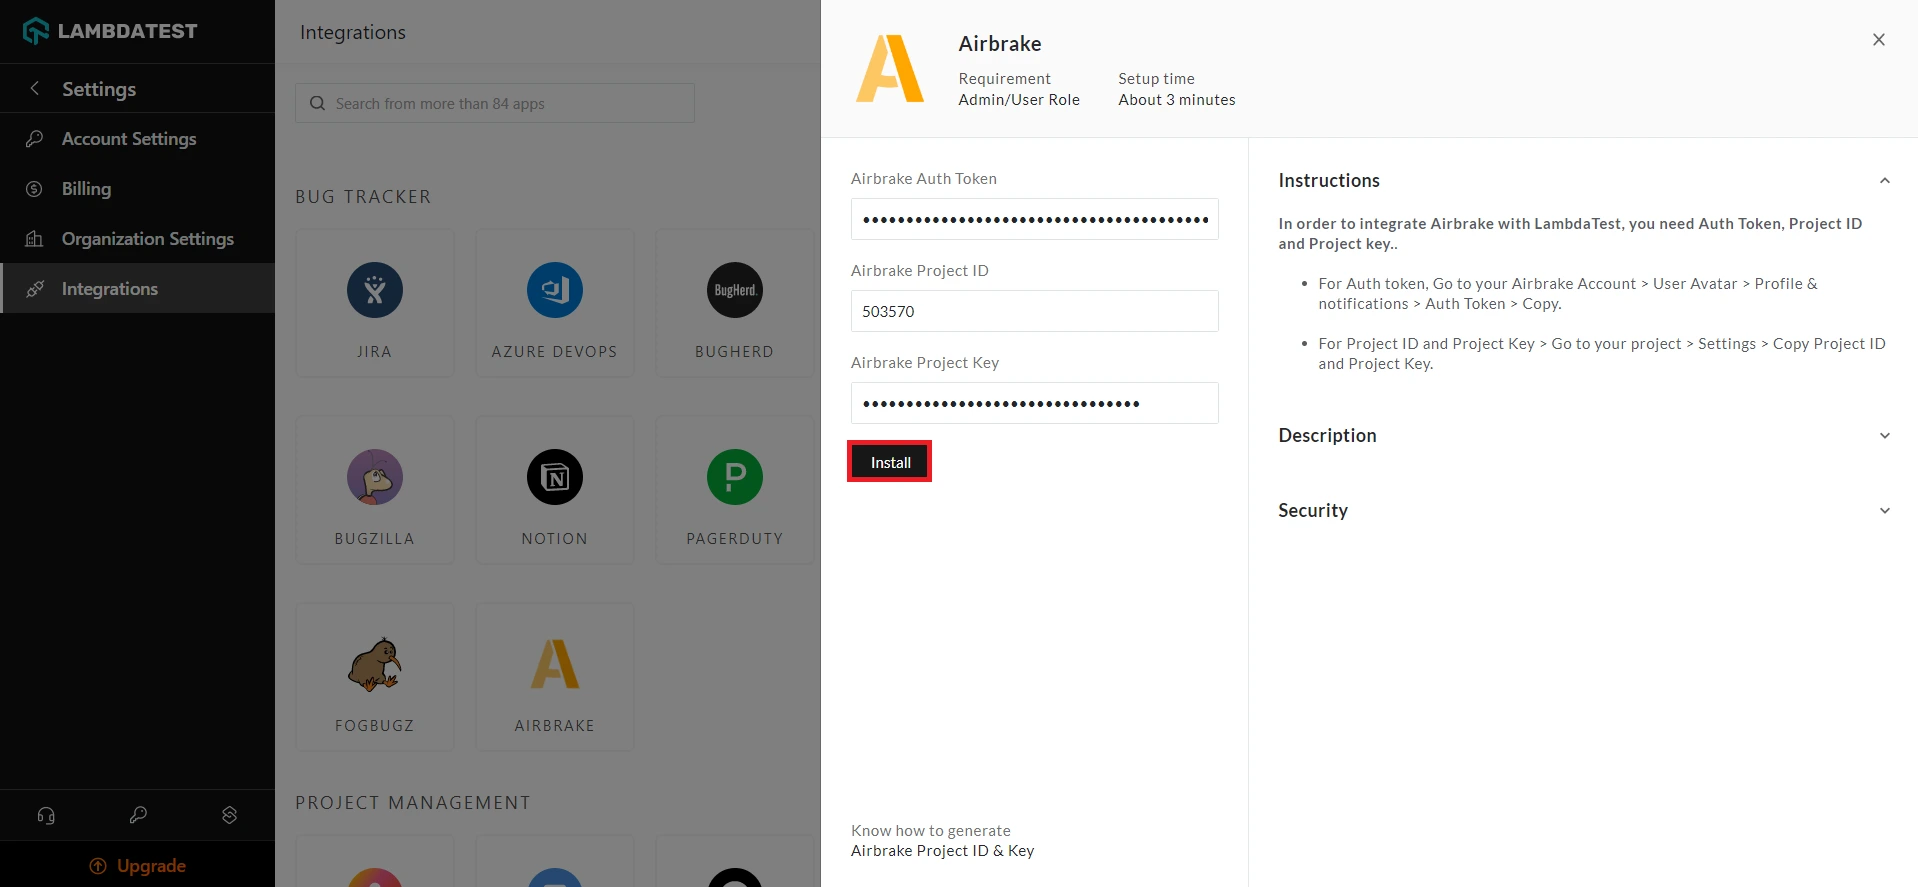 LAMBDATEST
Settings
Account Settings
Billing
Organization Settings
Integrations
Upgrade
Integrations
Search from more than 84 apps
BUG TRACKER
JIRA
AZURE DEVOPS
BugHerd.
BUGHERD
BUGZILLA
NOTION
PAGERDUTY
FOGBUGZ
AIRBRAKE
PROJECT MANAGEMENT
Airbrake
Requirement
Admin/User Role
Setup time
About 3 minutes
Airbrake Auth Token
Airbrake Project ID
503570
Airbrake Project Key
Install
Know how to generate
Airbrake Project ID & Key
Instructions
In order to integrate Airbrake with LambdaTest, you need Auth Token, Project ID
and Project key..
• For Auth token, Go to your Airbrake Account > User Avatar > Profile &
notifications > Auth Token > Copy.
• For Project ID and Project Key > Go to your project > Settings > Copy Project ID
and Project Key.
Description
Security